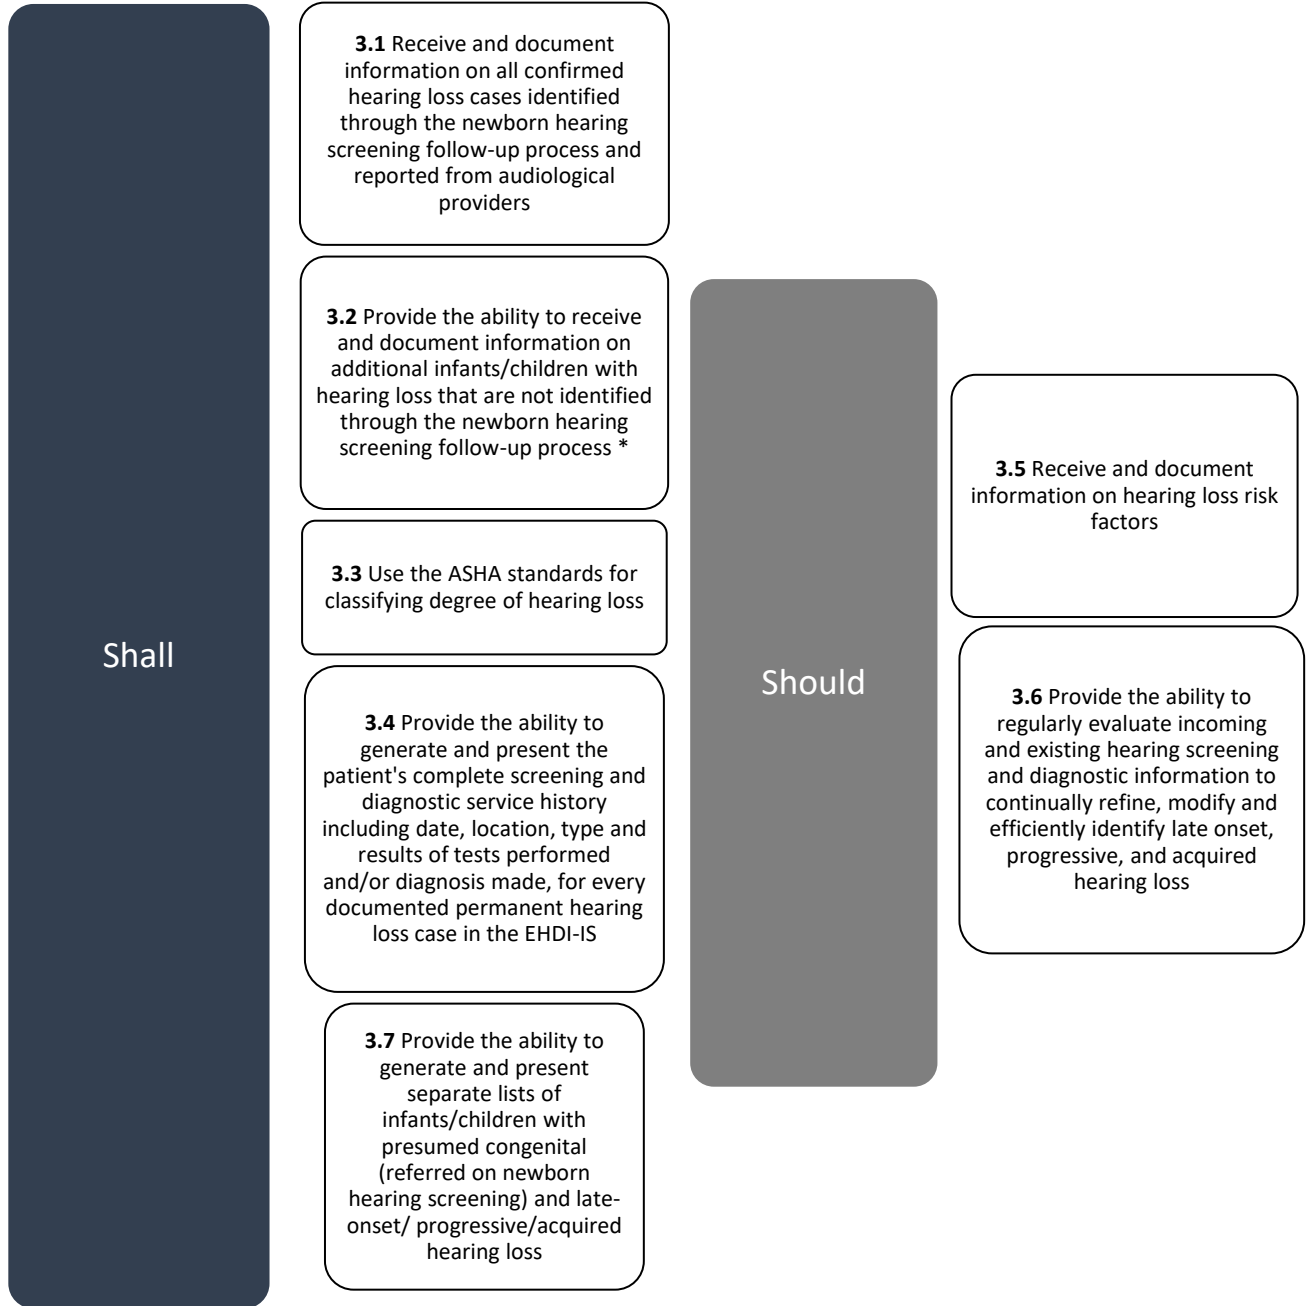 Shall
3.1 Receive and document
information on all confirmed
hearing loss cases identified
through the newborn hearing
screening follow-up process and
reported from audiological
providers
3.2 Provide the ability to receive
and document information on
additional infants/children with
hearing loss that are not identified
through the newborn hearing
screening follow-up process *
3.3 Use the ASHA standards for
classifying degree of hearing loss
3.4 Provide the ability to
generate and present the
patient's complete screening and
diagnostic service history
including date, location, type and
results of tests performed
and/or diagnosis made, for every
documented permanent hearing
loss case in the EHDI-IS
3.7 Provide the ability to
generate and present
separate lists of
infants/children with
presumed congenital
(referred on newborn
hearing screening) and late-
onset/ progressive/acquired
hearing loss
Should
3.5 Receive and document
information on hearing loss risk
factors
3.6 Provide the ability to
regularly evaluate incoming
and existing hearing screening
and diagnostic information to
continually refine, modify and
efficiently identify late onset,
progressive, and acquired
hearing loss